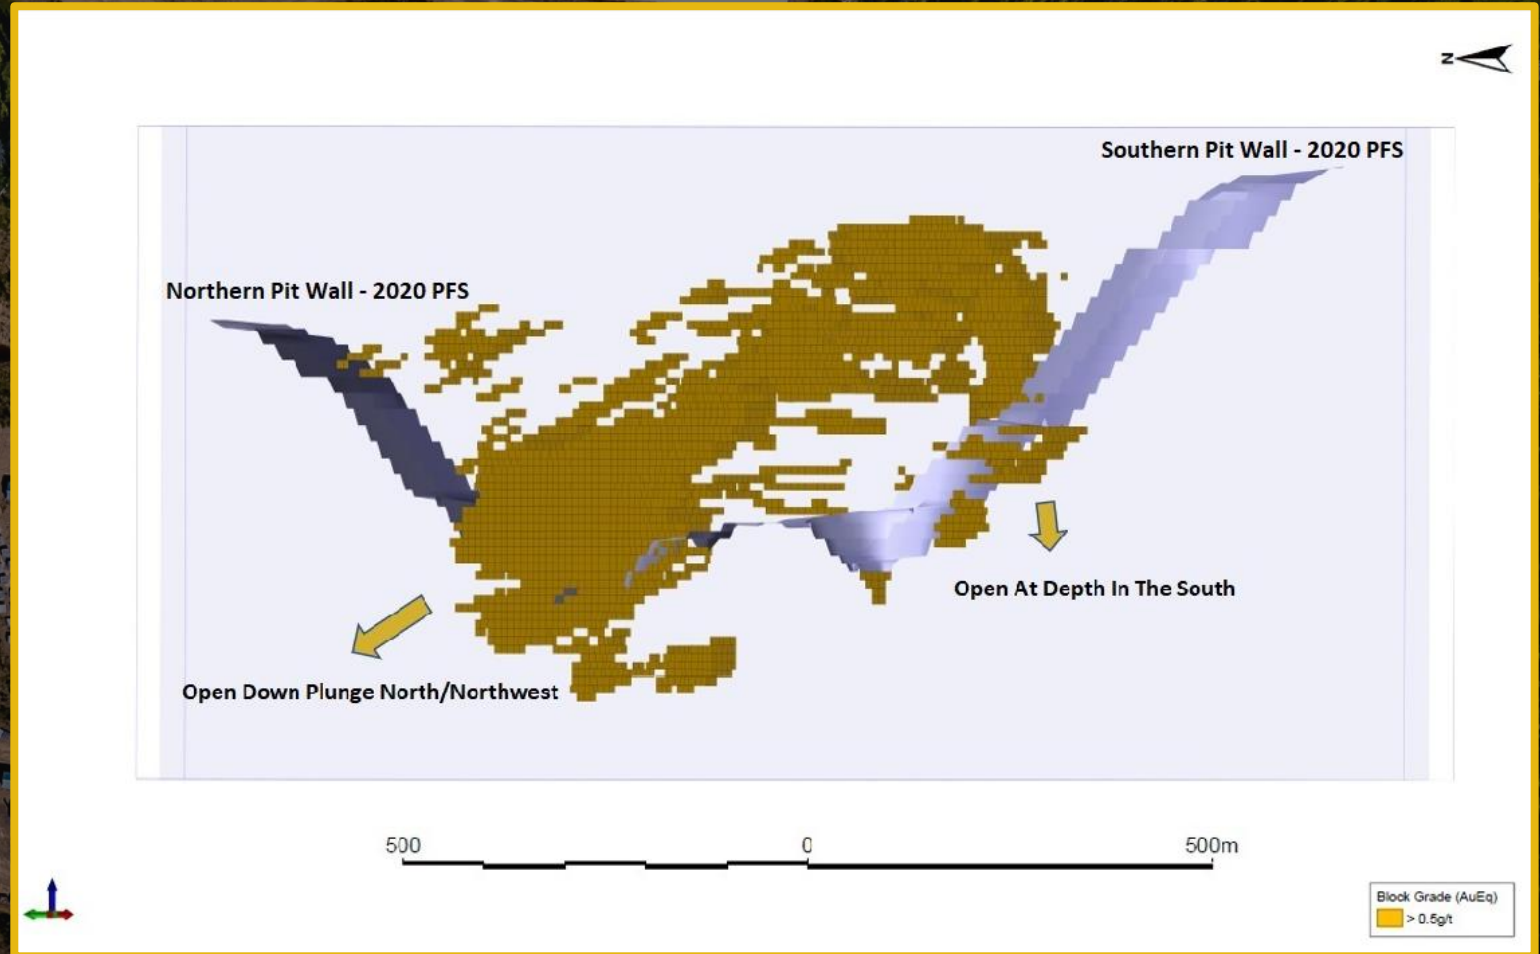 N
Southern Pit Wall - 2020 PFS
Northern Pit Wall - 2020 PFS
Open At Depth In The South
Open Down Plunge North/Northwest
500 0 500m
Block Grade (AuEq)
> 0.5g/t